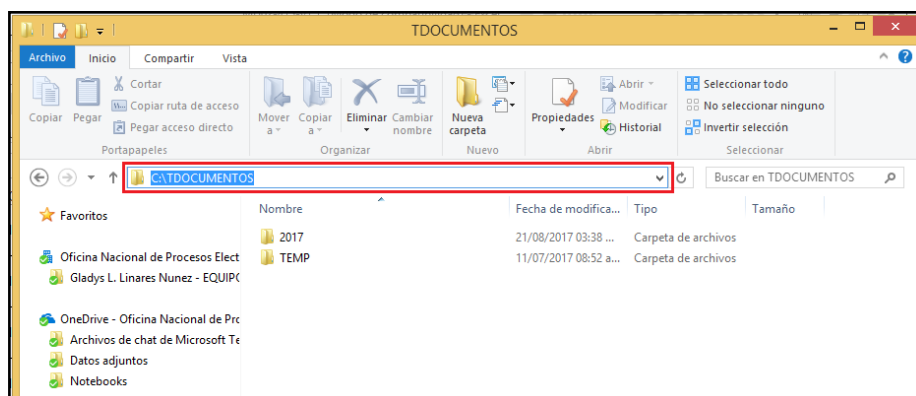 TDOCUMENTOS
Archivo Inicio Compartir Vista
Copiar Pegar Cortar
Copiar ruta de acceso
Pegar acceso directo
Portapapeles
Mover a Copiar a Eliminar Cambiar nombre
Organizar
Nueva carpeta
Nuevo
Propiedades Abrir
Modificar
Historial
Abrir
Seleccionar todo
No seleccionar ninguno
Invertir selección
Seleccionar
C:\TDOCUMENTOS Buscar en TDOCUMENTOS
Nombre Fecha de modifica... Tipo Tamaño
2017 21/08/2017 03:38 ... Carpeta de archivos
TEMP 11/07/2017 08:52 a... Carpeta de archivos
Favoritos
Oficina Nacional de Procesos Elect
Gladys L. Linares Nunez - EQUIPO
OneDrive - Oficina Nacional de Pro
Archivos de chat de Microsoft Te
Datos adjuntos
Notebooks